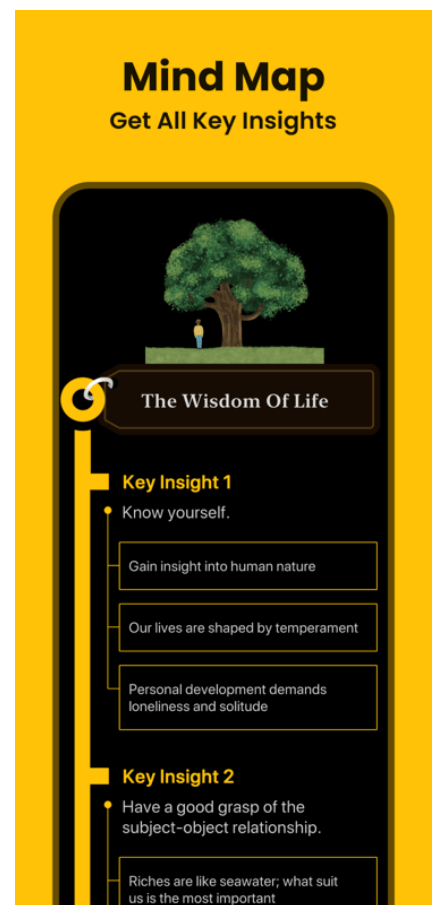 Mind Map
Get All Key Insights
The Wisdom Of Life
Key Insight 1
Know yourself.
Gain insight into human nature
Our lives are shaped by temperament
Personal development demands
loneliness and solitude
Key Insight 2
Have a good grasp of the
subject-object relationship.
Riches are like seawater; what suit
us is the most important